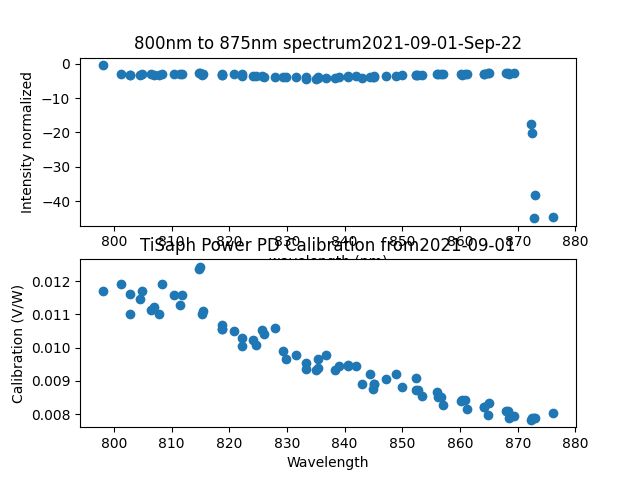 800nm to 875nm spectrum2021-09-01-Sep-22
Intensity normalized
0
−10
−20
−30
−40
800 810 820 830 840 850 860 870 880
wavelength (nm)
TiSaph Power PD Calibration from2021-09-01
Calibration (V/W)
0.012
0.011
0.010
0.009
0.008
800 810 820 830 840 850 860 870 880
Wavelength